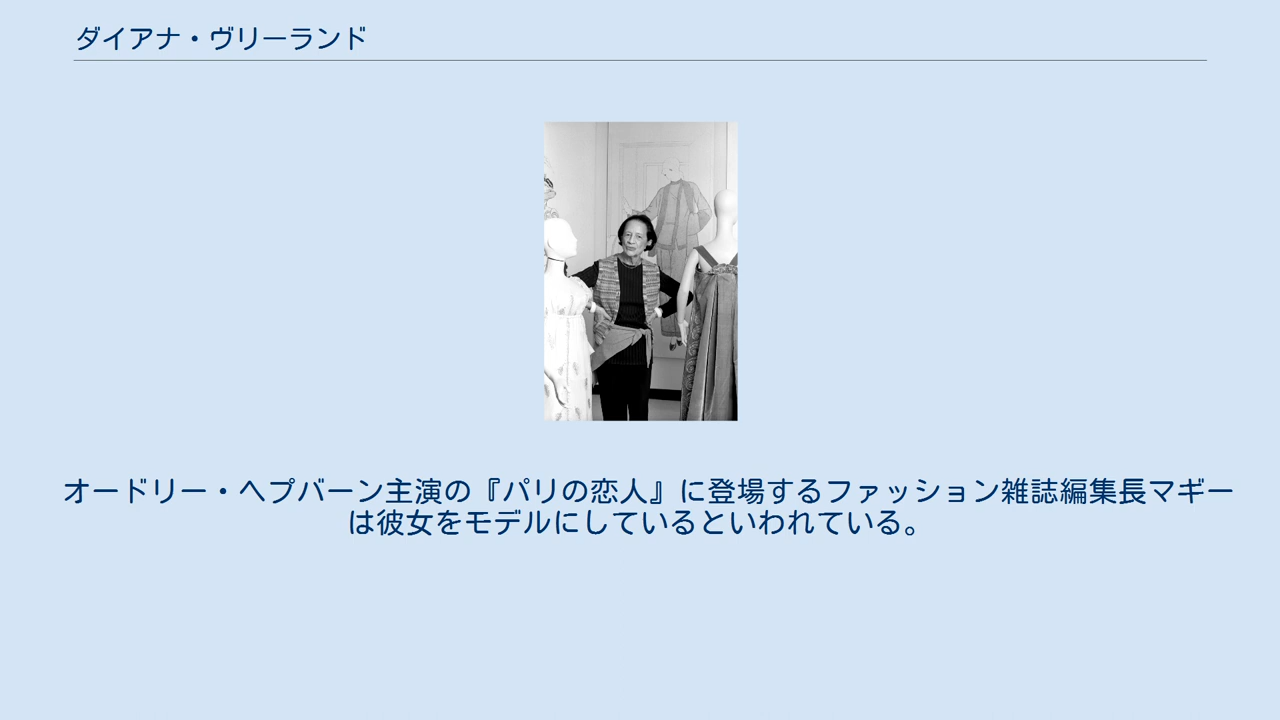 ダイアナ・ヴリーランド
オードリー・ヘプバーン主演の『パリの恋人』に登場するファッション雑誌編集長マギー
は彼女をモデルにしているといわれている。